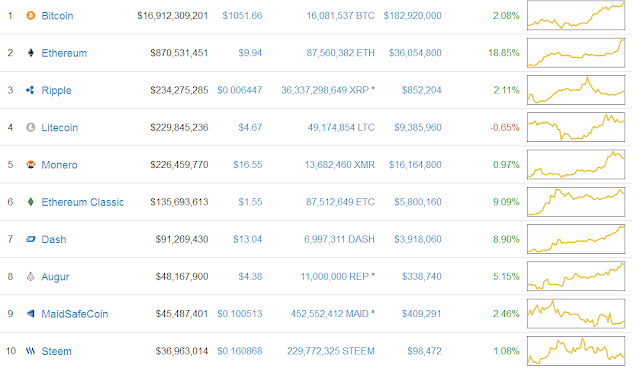 1 Bitcoin $16,912,309,201 $1051.66 16,081,537 BTC $182,920,000 2.08%
2 Ethereum $870,531,451 $9.94 87,560,382 ETH $36,054,800 18.85%
3 Ripple $234,275,285 $0.006447 36,337,298,649 XRP * $852,204 2.11%
4 Litecoin $229,845,236 $4.67 49,174,854 LTC $9,385,960 -0.65%
5 Monero $226,459,770 $16.55 13,682,460 XMR $16,164,800 0.97%
6 Ethereum Classic $135,693,613 $1.55 87,512,649 ETC $5,800,160 9.09%
7 Dash $91,269,430 $13.04 6,997,311 DASH $3,918,060 8.90%
8 Augur $48,167,900 $4.38 11,000,000 REP * $338,740 5.15%
9 MaidSafeCoin $45,487,401 $0.100513 452,552,412 MAID * $409,291 2.46%
10 Steem $36,963,014 $0.160868 229,772,325 STEEM $98,472 1.08%